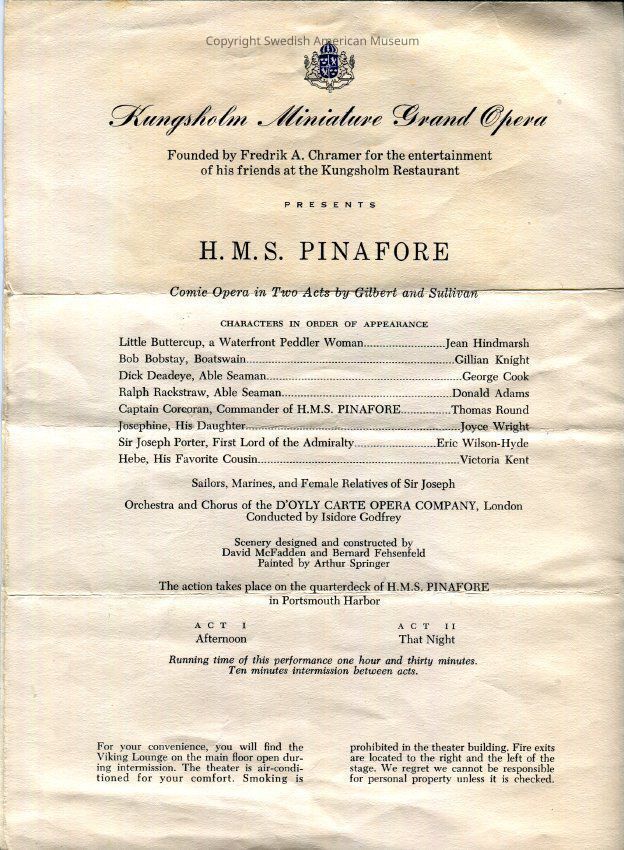 Copyright Swedish American Museum
Kungsholm Miniature Grand Opera
Founded by Fredrik A. Chramer for the entertainment
of his friends at the Kungsholm Restaurant
PRESENTS
H. M. S. PINAFORE
Comic Opera in Two Acts by Gilbert and Sullivan
CHARACTERS IN ORDER OF APPEARANCE
Little Buttercup, a Waterfront Peddler Woman....................Jean Hindmarsh
Bob Bobstay, Boatswain....................Gillian Knight
Dick Deadeye, Able Seaman....................George Cook
Ralph Rackstraw, Able Seaman....................Donald Adams
Captain Corcoran, Commander of H.M.S. PINAFORE............Thomas Round
Josephine, His Daughter....................Joyce Wright
Sir Joseph Porter, First Lord of the Admiralty....................Eric Wilson-Hyde
Hebe, His Favorite Cousin....................Victoria Kent
Sailors, Marines, and Female Relatives of Sir Joseph
Orchestra and Chorus of the D'OYLY CARTE OPERA COMPANY, London
Conducted by Isidore Godfrey
Scenery designed and constructed by
David McFadden and Bernard Fehsenfeld
Painted by Arthur Springer
The action takes place on the quarterdeck of H.M.S. PINAFORE
in Portsmouth Harbor
ACT I ACT II
Afternoon That Night
Running time of this performance one hour and thirty minutes.
Ten minutes intermission between acts.
For your convenience, you will find the
Viking Lounge on the main floor open dur-
ing intermission. The theater is air-condi-
tioned for your comfort. Smoking is
prohibited in the theater building. Fire exits
are located to the right and the left of the
stage. We regret we cannot be responsible
for personal property unless it is checked.